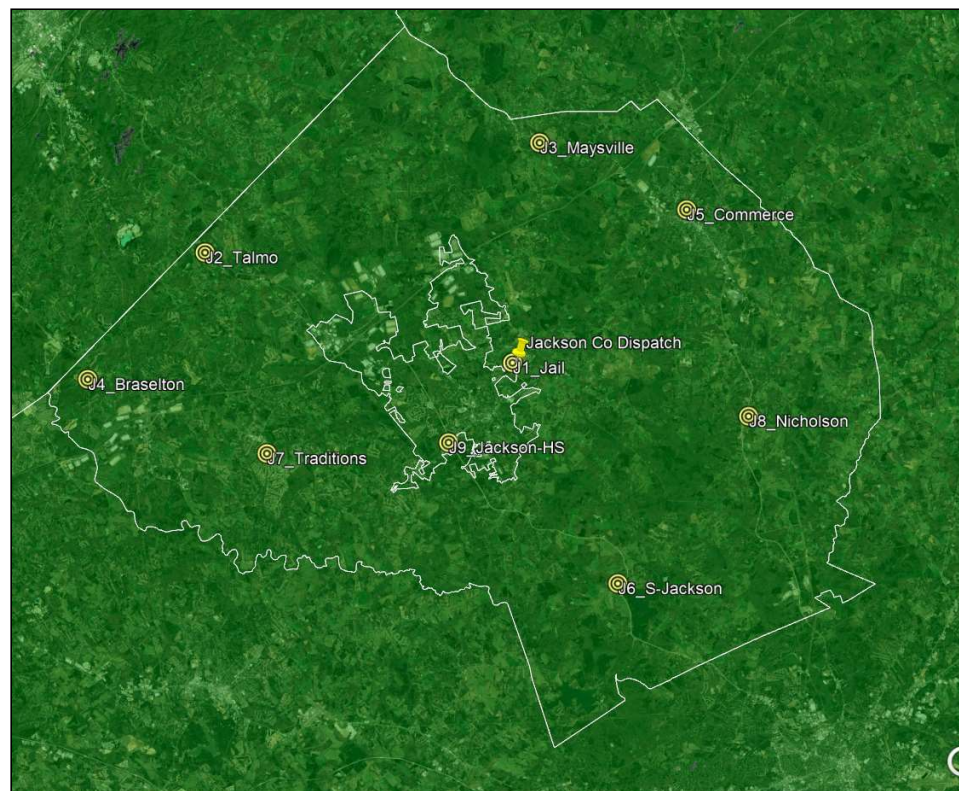 J3_Maysville
J5_Commerce
J2_Talmo
Jackson Co Dispatch
J1_Jail
J4_Braselton
J8_Nicholson
J9_Jackson-HS
J7_Traditions
J6_S-Jackson